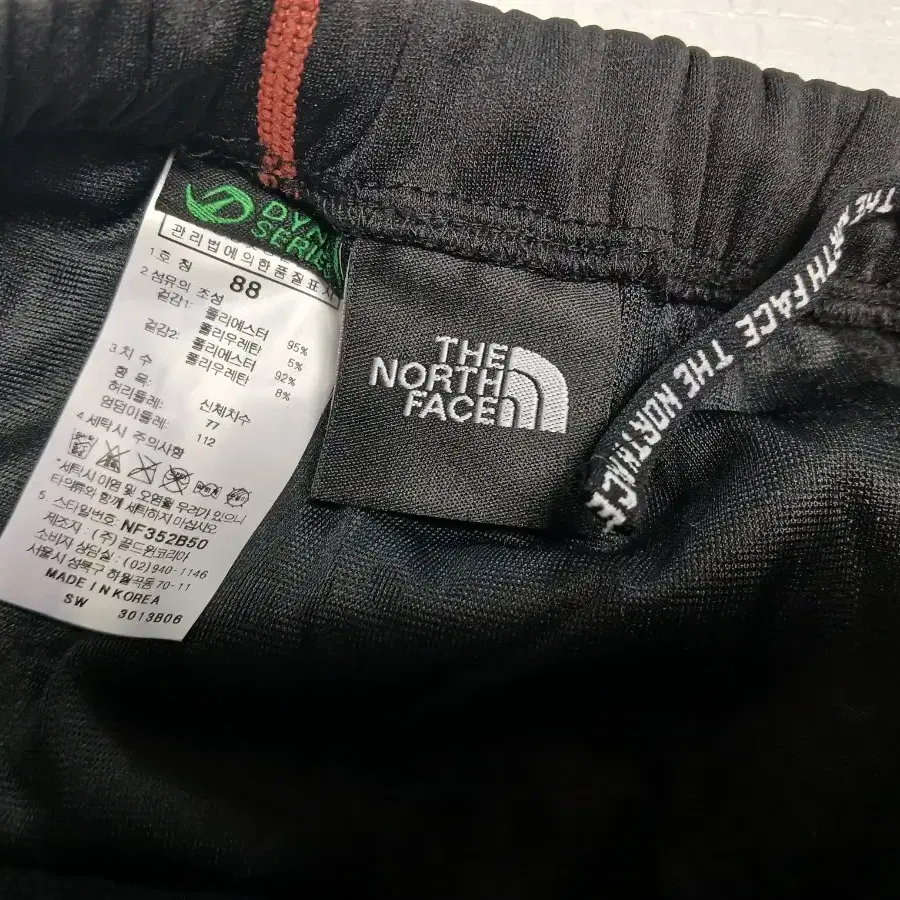 DYN
SERIE
관리법에의한품질표시
1.호 칭
88
2.섬유의 조성
겉감1: 폴리에스터 95%
폴리우레탄 5%
겉감2: 폴리에스터 92%
폴리우레탄 8%
3.치 수
항 목: 신체치수
허리둘레: 77
엉덩이둘레: 112
4.세탁시 주의사항
*세탁시 이염 및 오염될 우려가 있으니
타의류와 함께 세탁하지 마십시오
5. 스타일번호: NF352B50
제조자: (주) 골드윈코리아
소비자 상담실: (02)940-1146
서울시 성북구 하월곡동 70-11
MADE IN KOREA
SW 3013B06
THE
NORTH
FACE
THE NORTH FACE THE NORTH FACE